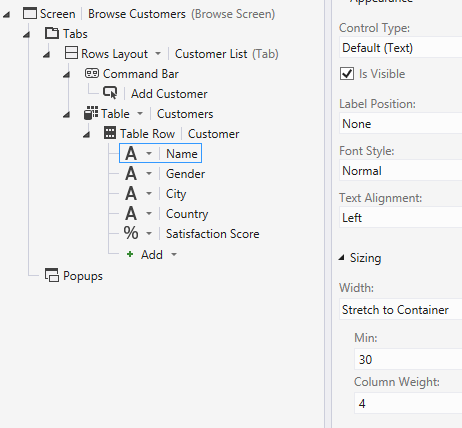 Screen | Browse Customers (Browse Screen)
Tabs
Rows Layout | Customer List (Tab)
Command Bar
Add Customer
Table | Customers
Table Row | Customer
A Name
A Gender
A City
A Country
% Satisfaction Score
+ Add
Popups
Appearance
Control Type:
Default (Text)
Is Visible
Label Position:
None
Font Style:
Normal
Text Alignment:
Left
Sizing
Width:
Stretch to Container
Min:
30
Column Weight:
4